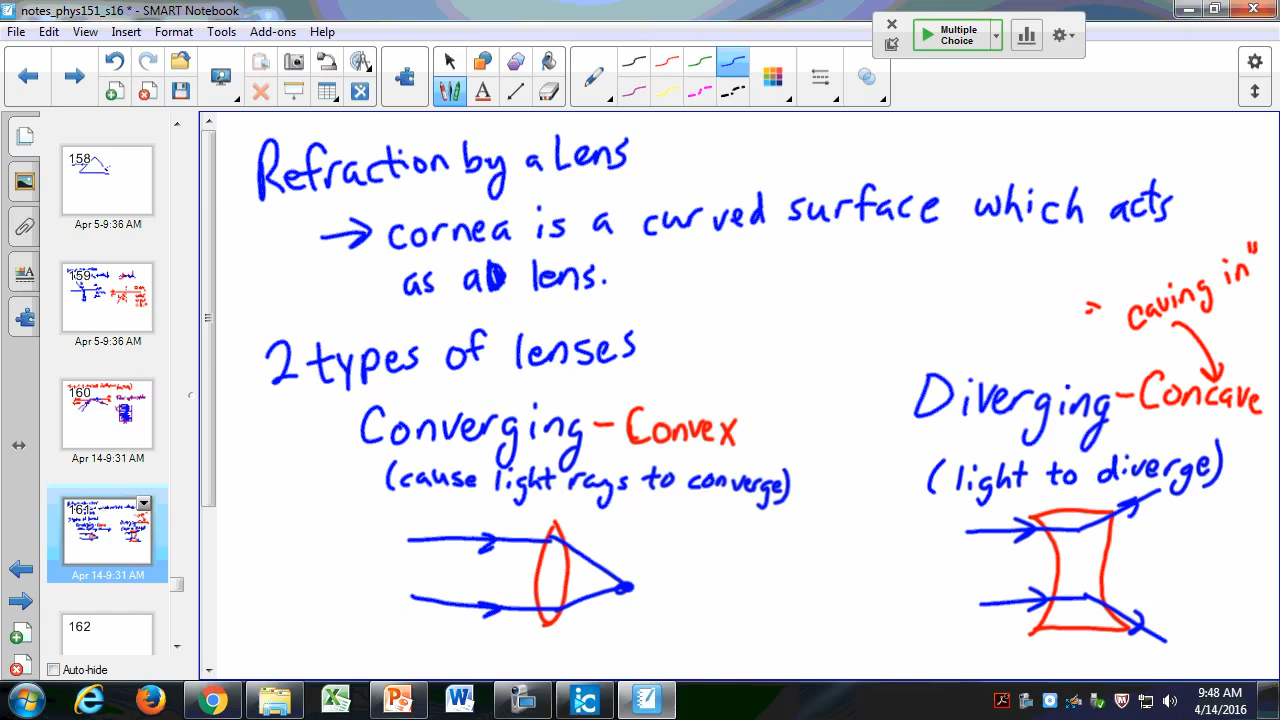 notes_phys151_s16 * - SMART Notebook
File Edit View Insert Format Tools Add-ons Help
Multiple
Choice
158
Apr 5-9:36 AM
159
Apr 5-9:36 AM
160
Apr 14-9:31 AM
161
Apr 14-9:31 AM
162
Auto-hide
Refraction by a Lens
→ cornea is a curved surface which acts
as a lens.
"caving in"
2 types of lenses
Converging - Convex
Diverging - Concave
(cause light rays to converge)
(light to diverge)
9:48 AM
4/14/2016